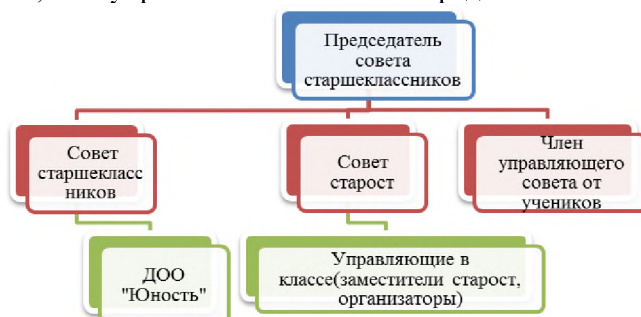 Председатель
совета
старшеклассников
Совет
старшекласс
ников
Совет
старост
Член
управляющего
совета от
учеников
ДОО
"Юность"
Управляющие в
классе(заместители старост,
организаторы)